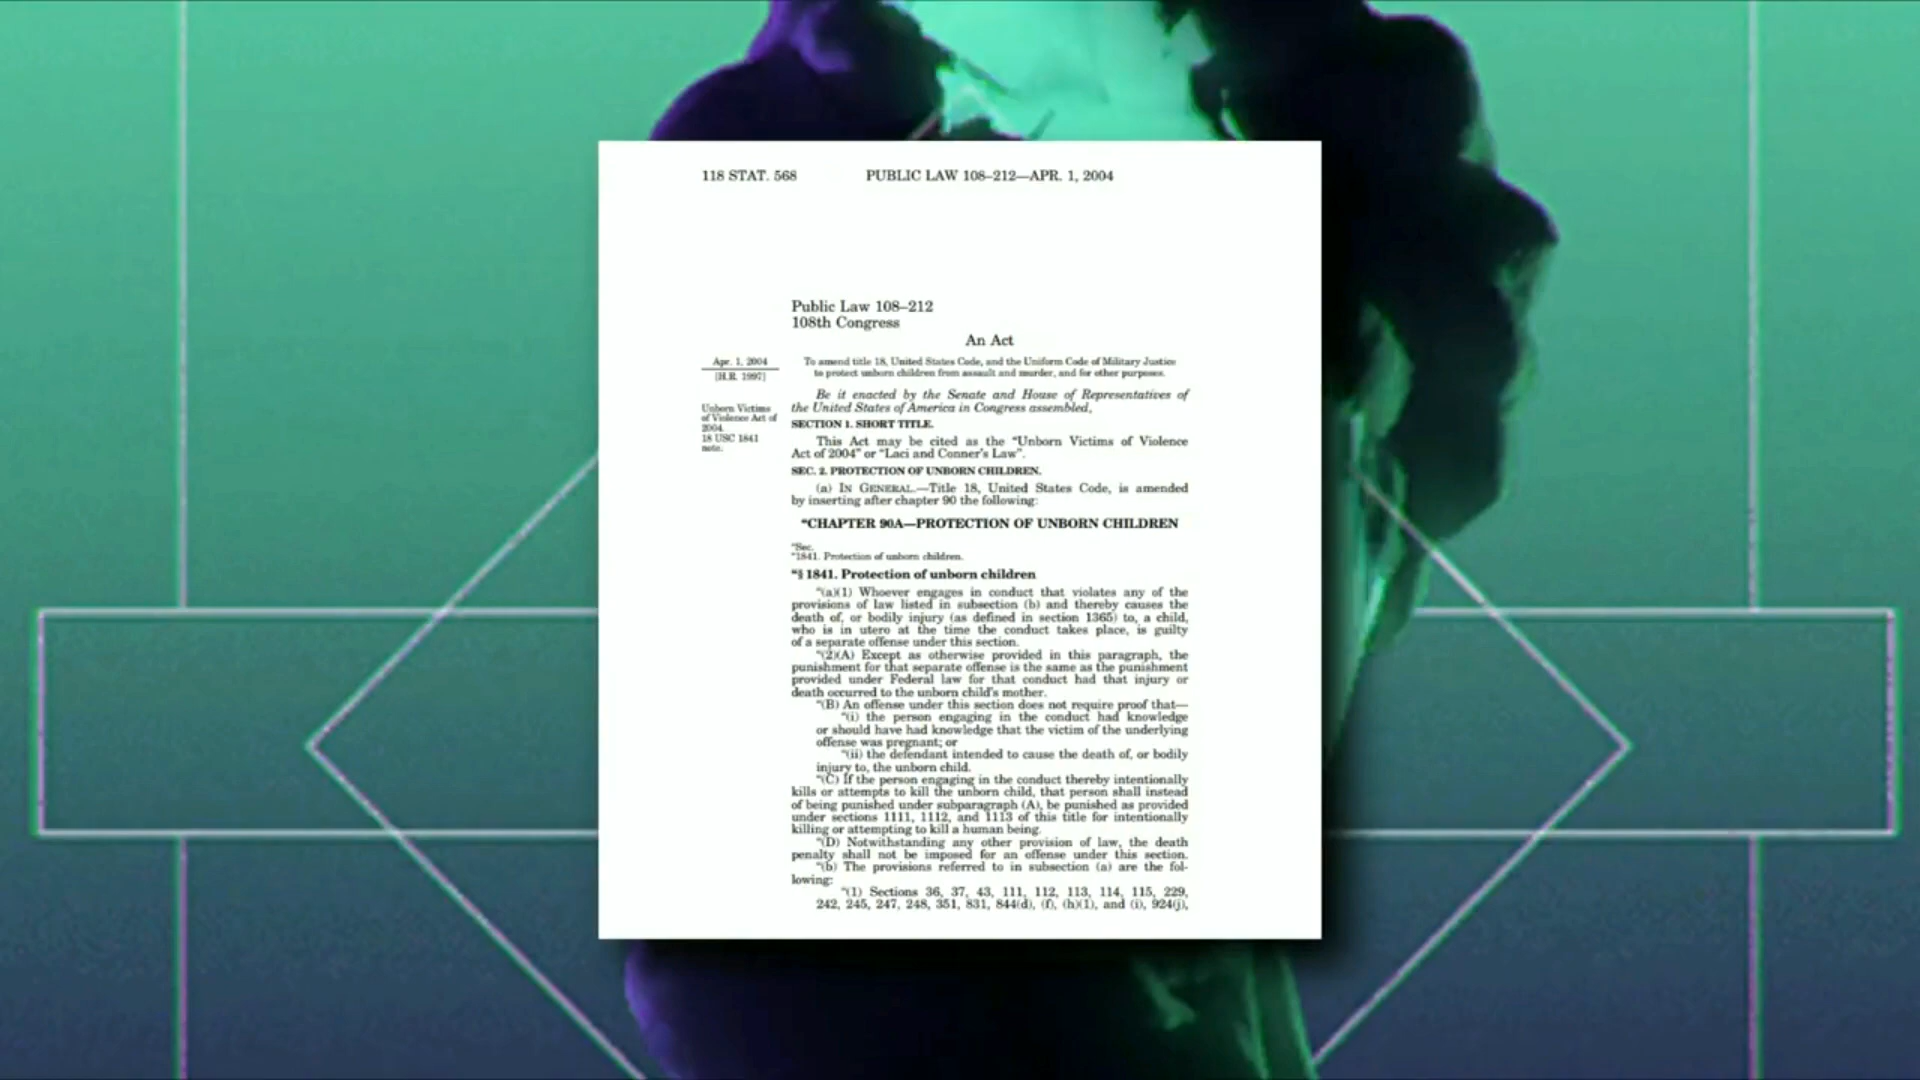 118 STAT. 568 PUBLIC LAW 108–212—APR. 1, 2004
Public Law 108–212
108th Congress
An Act
Apr. 1, 2004
[H.R. 1997]
To amend title 18, United States Code, and the Uniform Code of Military Justice
to protect unborn children from assault and murder, and for other purposes.
Be it enacted by the Senate and House of Representatives of
the United States of America in Congress assembled,
Unborn Victims
of Violence Act of
2004.
18 USC 1841
note.
SECTION 1. SHORT TITLE.
This Act may be cited as the “Unborn Victims of Violence
Act of 2004” or “Laci and Conner’s Law”.
SEC. 2. PROTECTION OF UNBORN CHILDREN.
(a) IN GENERAL.—Title 18, United States Code, is amended
by inserting after chapter 90 the following:
“CHAPTER 90A—PROTECTION OF UNBORN CHILDREN
“Sec.
“1841. Protection of unborn children.
“§ 1841. Protection of unborn children
“(a)(1) Whoever engages in conduct that violates any of the
provisions of law listed in subsection (b) and thereby causes the
death of, or bodily injury (as defined in section 1365) to, a child,
who is in utero at the time the conduct takes place, is guilty
of a separate offense under this section.
“(2)(A) Except as otherwise provided in this paragraph, the
punishment for that separate offense is the same as the punishment
provided under Federal law for that conduct had that injury or
death occurred to the unborn child’s mother.
“(B) An offense under this section does not require proof that—
“(i) the person engaging in the conduct had knowledge
or should have had knowledge that the victim of the underlying
offense was pregnant; or
“(ii) the defendant intended to cause the death of, or bodily
injury to, the unborn child.
“(C) If the person engaging in the conduct thereby intentionally
kills or attempts to kill the unborn child, that person shall instead
of being punished under subparagraph (A), be punished as provided
under sections 1111, 1112, and 1113 of this title for intentionally
killing or attempting to kill a human being.
“(D) Notwithstanding any other provision of law, the death
penalty shall not be imposed for an offense under this section.
“(b) The provisions referred to in subsection (a) are the fol-
lowing:
“(1) Sections 36, 37, 43, 111, 112, 113, 114, 115, 229,
242, 245, 247, 248, 351, 831, 844(d), (f), (h)(1), and (i), 924(j),